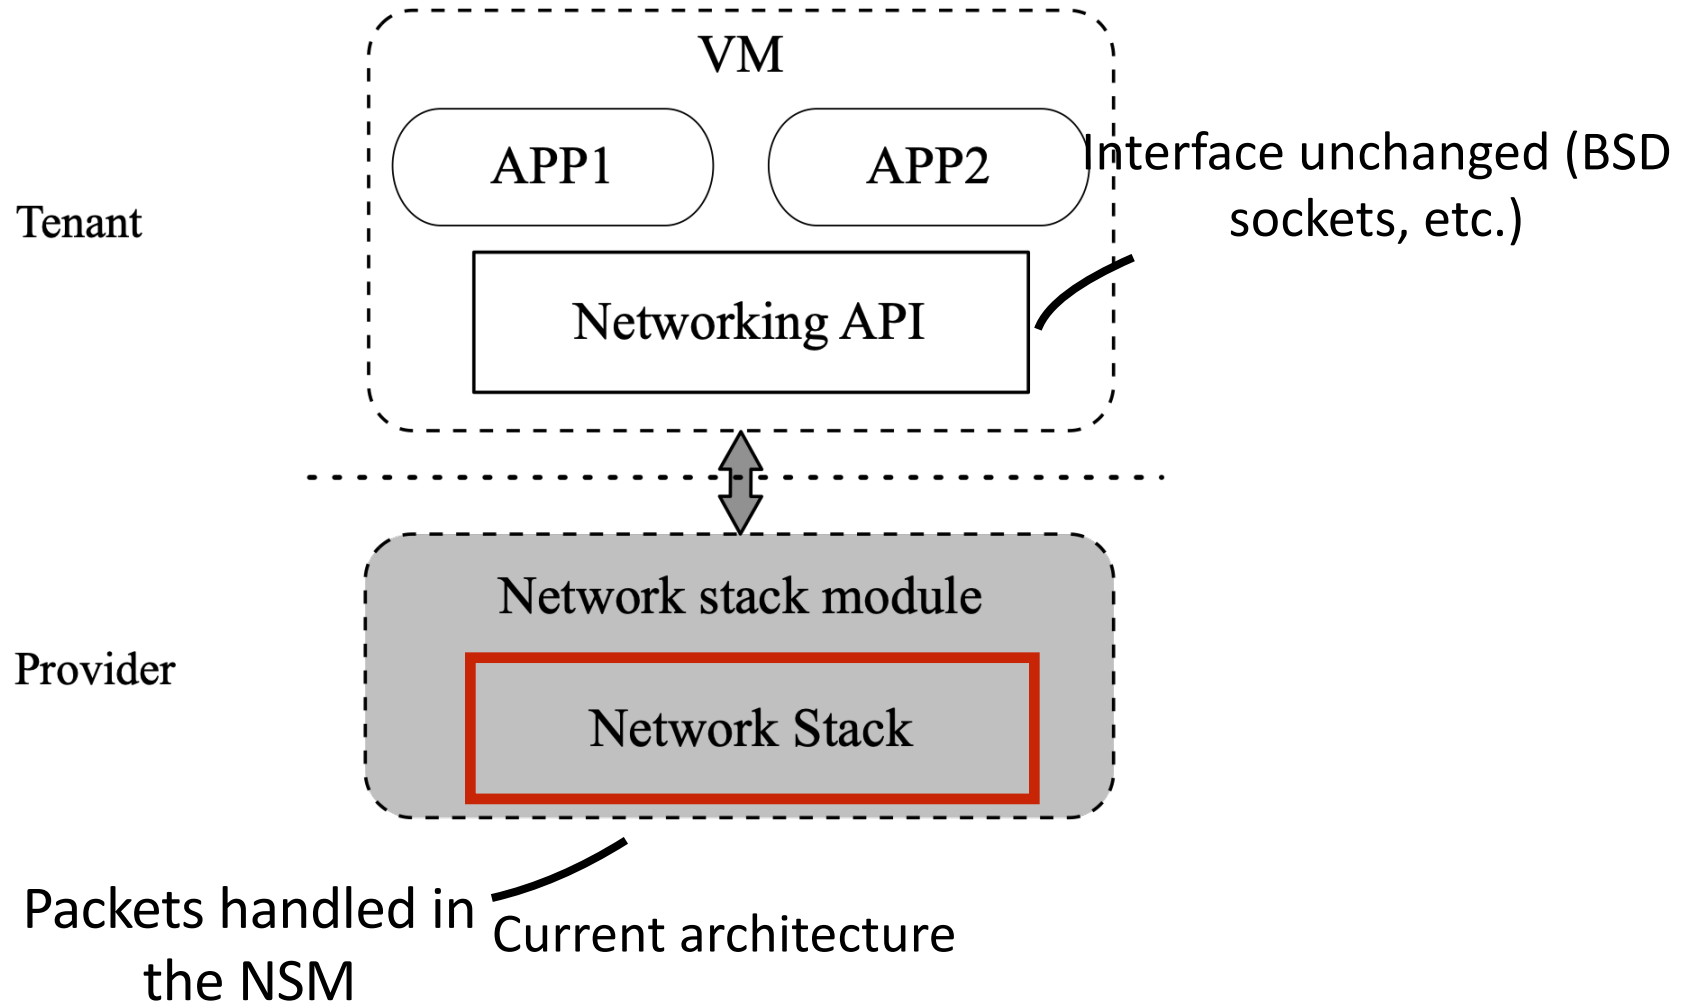 VM
APP1
APP2
Interface unchanged (BSD
sockets, etc.)
Tenant
Networking API
Network stack module
Provider
Network Stack
Packets handled in
the NSM
Current architecture